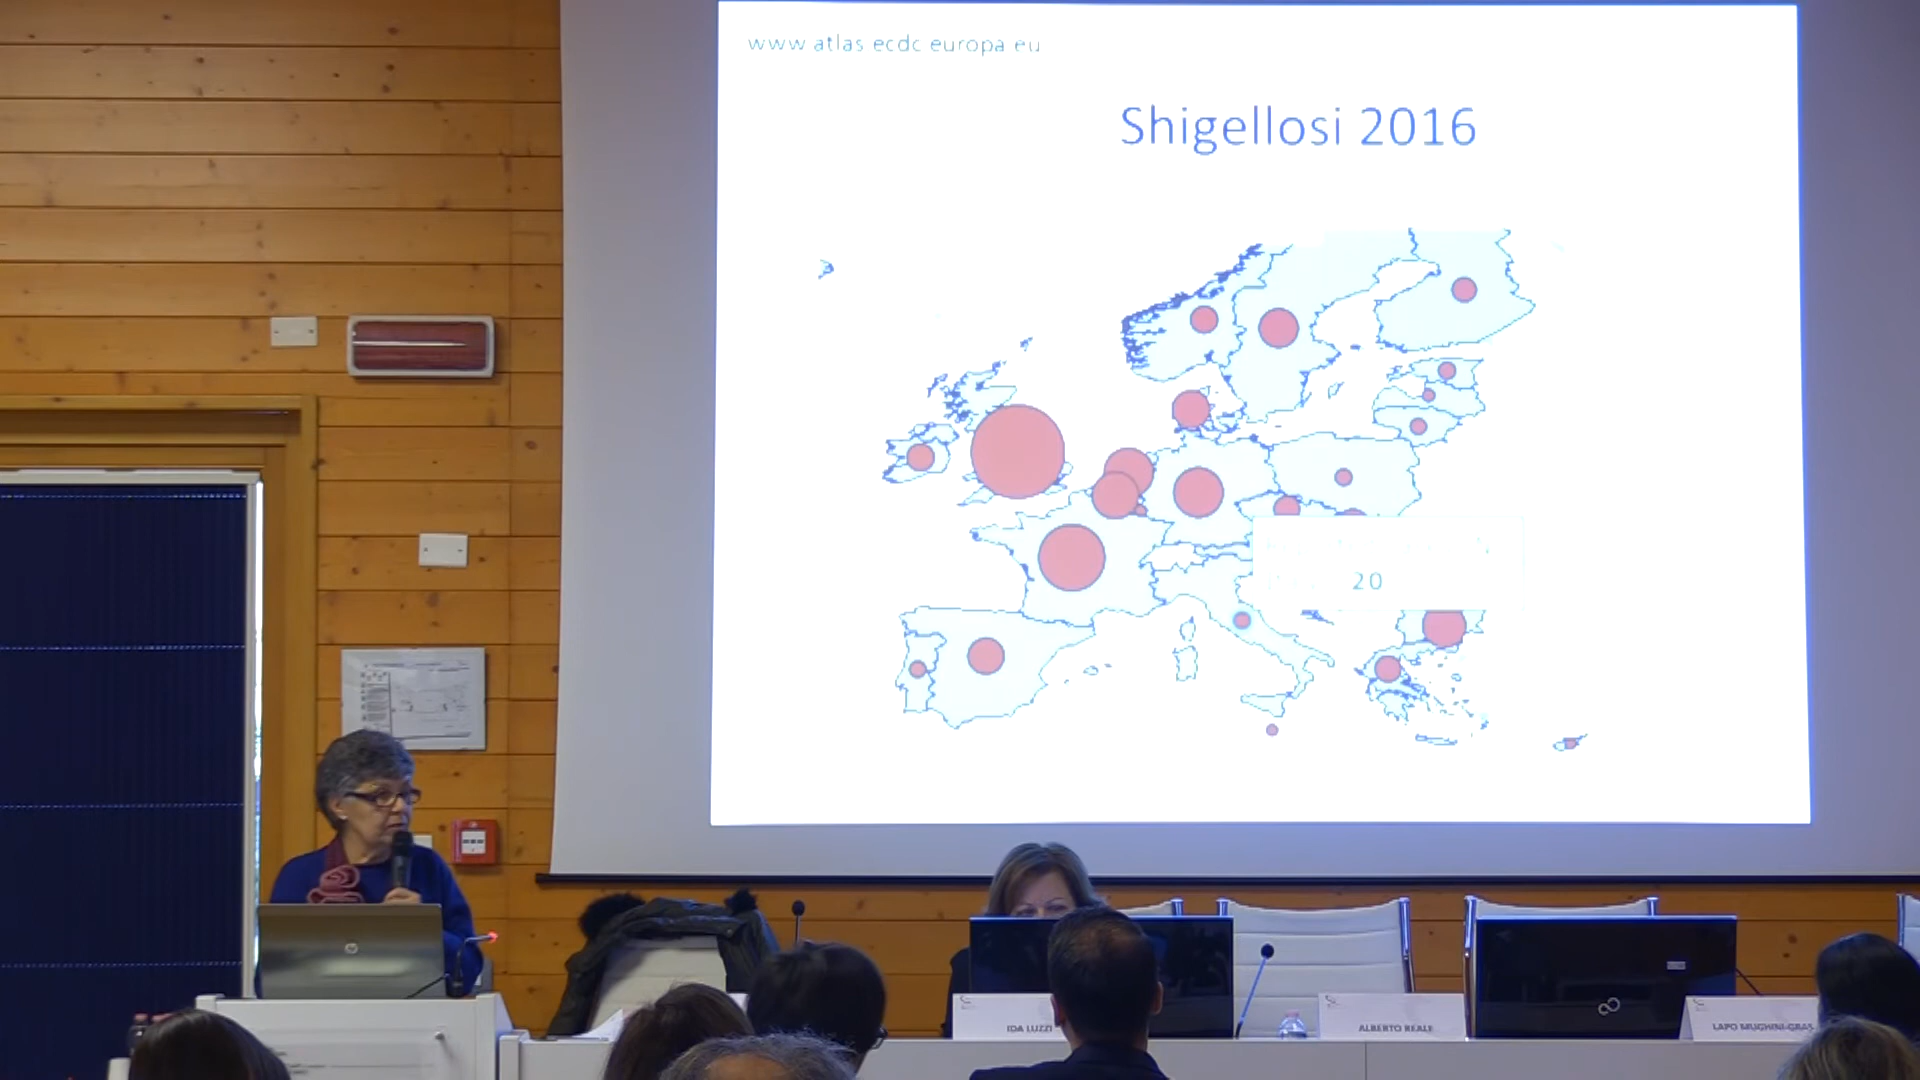 www atlas ecdc europa eu
Shigellosi 2016
20
IDA LUZZI
ALBERTO REALE
LAPO MUGHINI-GRAS